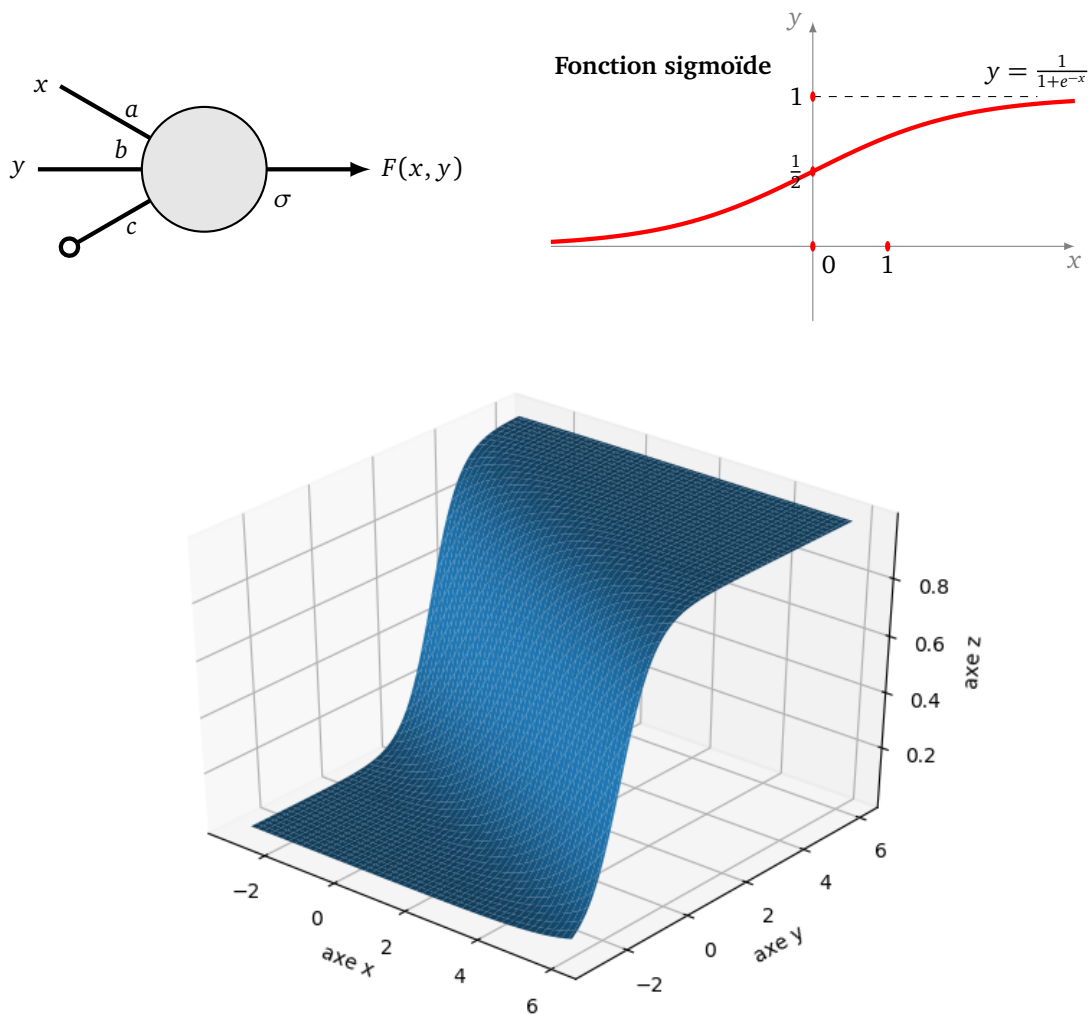 x
a
y
b
c
σ
F(x, y)
Fonction sigmoïde
y
y = 1/(1+e^{-x})
1
1/2
0
1
x
0.8
0.6
0.4
0.2
axe z
−2
0
2
4
6
axe x
−2
0
2
4
6
axe y